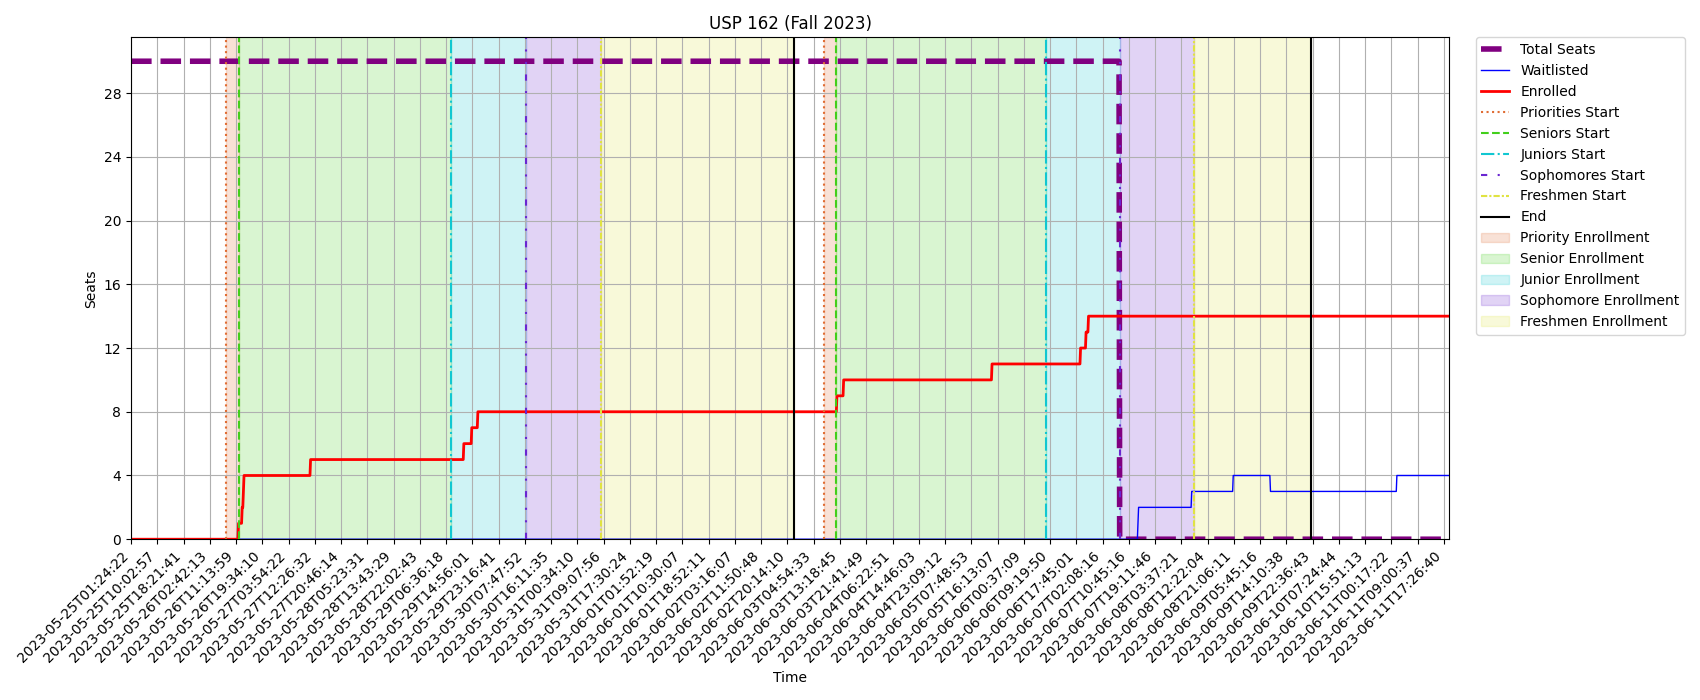 USP 162 (Fall 2023)
Total Seats
Waitlisted
Enrolled
Priorities Start
Seniors Start
Juniors Start
Sophomores Start
Freshmen Start
End
Priority Enrollment
Senior Enrollment
Junior Enrollment
Sophomore Enrollment
Freshmen Enrollment
Seats
28
24
20
16
12
8
4
0
2023-05-25T01:24:22
2023-05-25T10:02:57
2023-05-25T18:21:41
2023-05-26T02:42:13
2023-05-26T11:13:59
2023-05-26T19:34:10
2023-05-27T03:54:22
2023-05-27T12:26:32
2023-05-27T20:46:14
2023-05-28T05:23:31
2023-05-28T13:43:29
2023-05-28T22:02:43
2023-05-29T06:36:18
2023-05-29T14:56:01
2023-05-29T23:16:41
2023-05-30T07:47:52
2023-05-30T16:11:35
2023-05-31T00:34:10
2023-05-31T09:07:56
2023-05-31T17:30:24
2023-06-01T01:52:19
2023-06-01T10:30:07
2023-06-01T18:52:11
2023-06-02T03:16:07
2023-06-02T11:50:48
2023-06-02T20:14:10
2023-06-03T04:54:33
2023-06-03T13:18:45
2023-06-03T21:41:49
2023-06-04T06:22:51
2023-06-04T14:46:03
2023-06-04T23:09:12
2023-06-05T07:48:53
2023-06-05T16:13:07
2023-06-06T00:37:09
2023-06-06T09:19:50
2023-06-06T17:45:01
2023-06-07T02:08:16
2023-06-07T10:45:16
2023-06-07T19:11:46
2023-06-08T03:37:21
2023-06-08T12:22:04
2023-06-08T21:06:11
2023-06-09T05:45:16
2023-06-09T14:10:38
2023-06-09T22:36:43
2023-06-10T07:24:44
2023-06-10T15:51:13
2023-06-11T00:17:22
2023-06-11T09:00:37
2023-06-11T17:26:40
Time